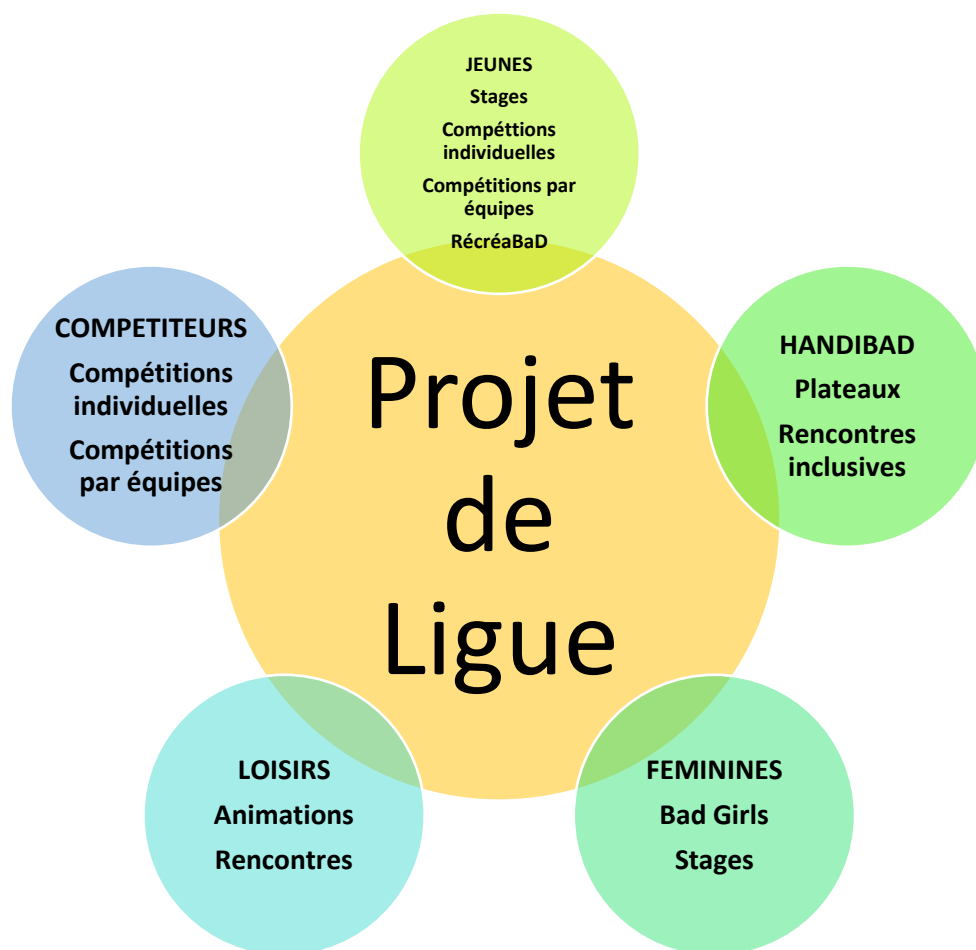 JEUNES
Stages
Compéttions
individuelles
Compétitions par
équipes
RécréaBaD
COMPETITEURS
Compétitions
individuelles
Compétitions
par équipes
HANDIBAD
Plateaux
Rencontres
inclusives
Projet
de
Ligue
LOISIRS
Animations
Rencontres
FEMININES
Bad Girls
Stages